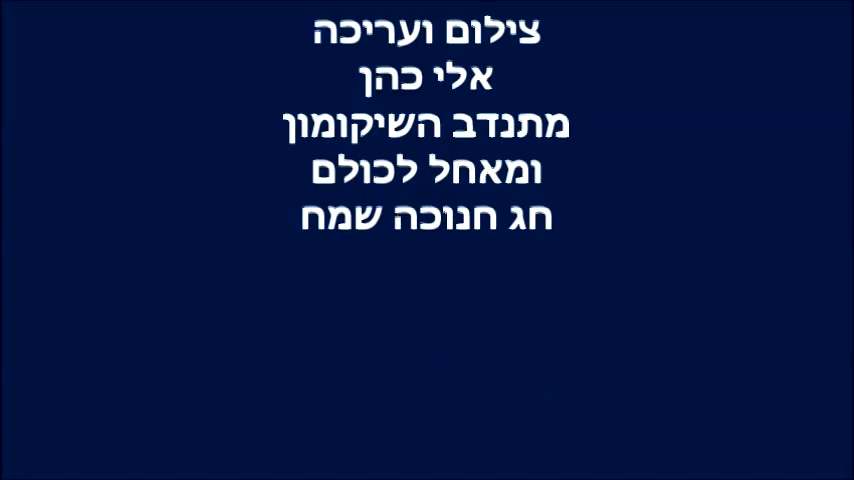 צילום ועריכה
אלי כהן
מתנדב השיקומון
ומאחל לכולם
חג חנוכה שמח